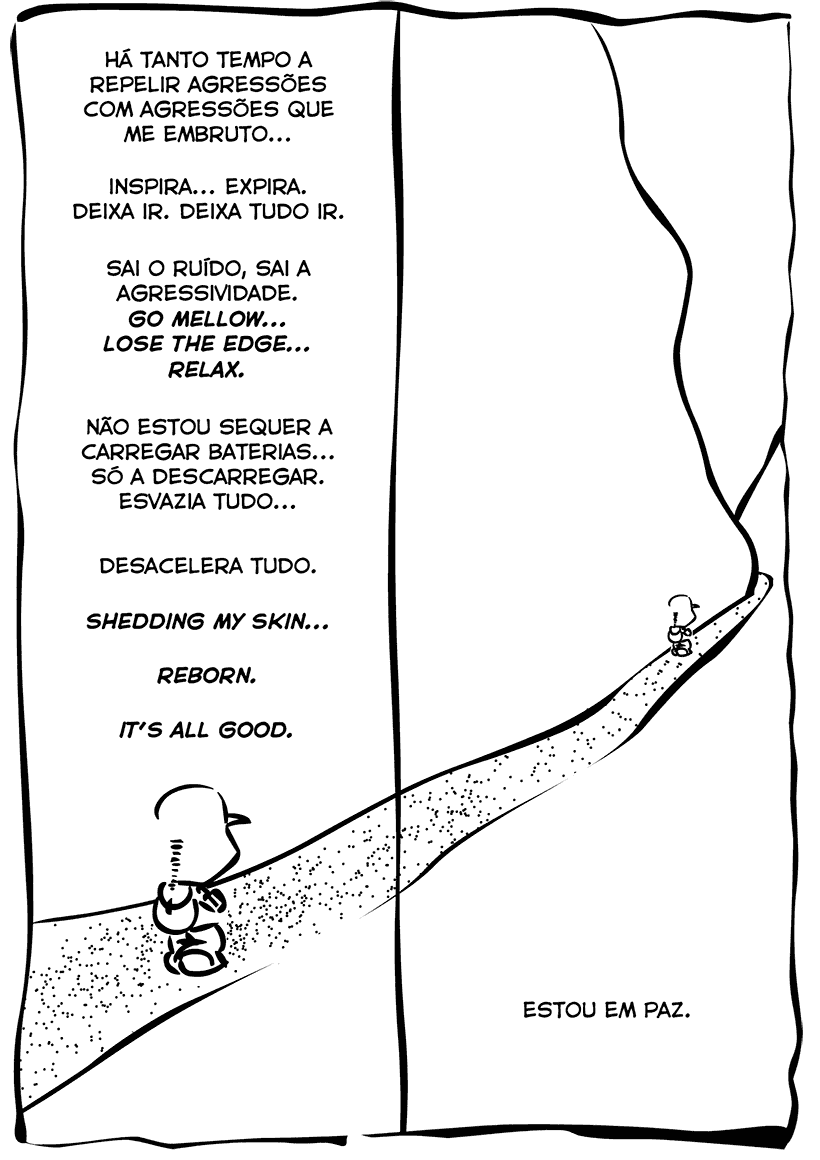 HÁ TANTO TEMPO A
REPELIR AGRESSÕES
COM AGRESSÕES QUE
ME EMBRUTO...
INSPIRA... EXPIRA.
DEIXA IR. DEIXA TUDO IR.
SAI O RUÍDO, SAI A
AGRESSIVIDADE.
GO MELLOW...
LOSE THE EDGE...
RELAX.
NÃO ESTOU SEQUER A
CARREGAR BATERIAS...
SÓ A DESCARREGAR.
ESVAZIA TUDO...
DESACELERA TUDO.
SHEDDING MY SKIN...
REBORN.
IT'S ALL GOOD.
ESTOU EM PAZ.